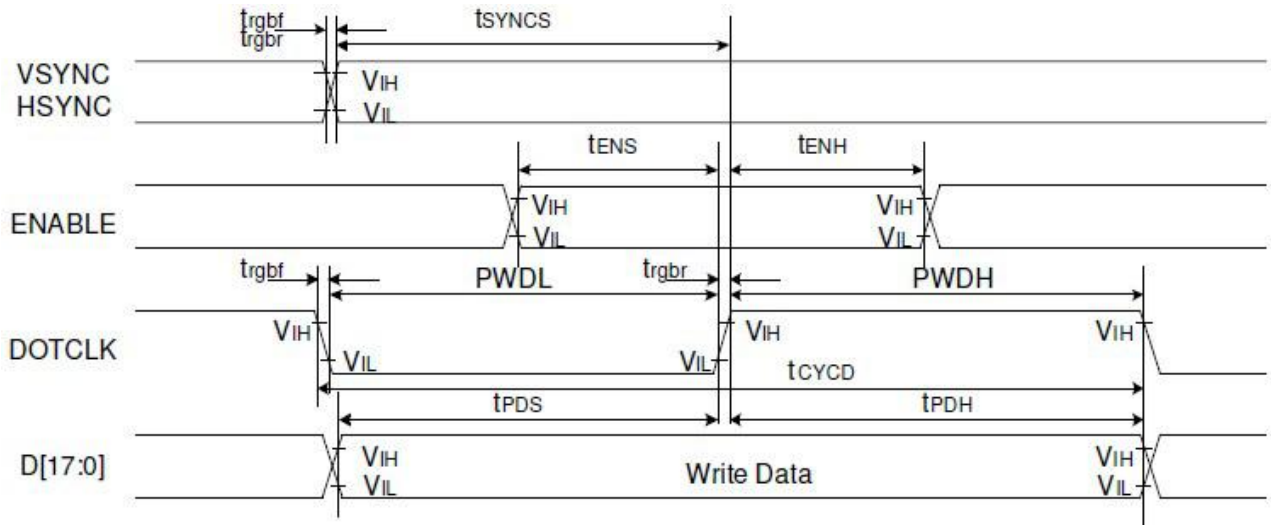 trgbf
trgbr
tSYNCS
VSYNC
HSYNC
VIH
VIL
tENS
tENH
ENABLE
VIH
VIL
VIH
VIL
trgbf
PWDL
trgbr
PWDH
DOTCLK
VIH
VIL
VIL
VIH
VIH
tCYCD
tPDS
tPDH
D[17:0]
VIH
VIL
Write Data
VIH
VIL